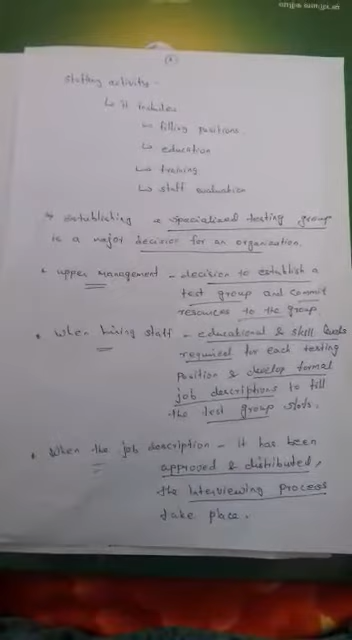 Staffing activities -
↳ it includes
↳ filling positions
↳ education
↳ training
↳ staff evaluation
↳ establishing a specialized testing group
is a major decision for an organization.
• upper management - decision to establish a
test group and commit
resources to the group
• When hiring staff - educational & skill levels
required for each testing
position & develop formal
job descriptions to fill
the test group slots.
• When the job description - it has been
approved & distributed,
the Interviewing process
take place.